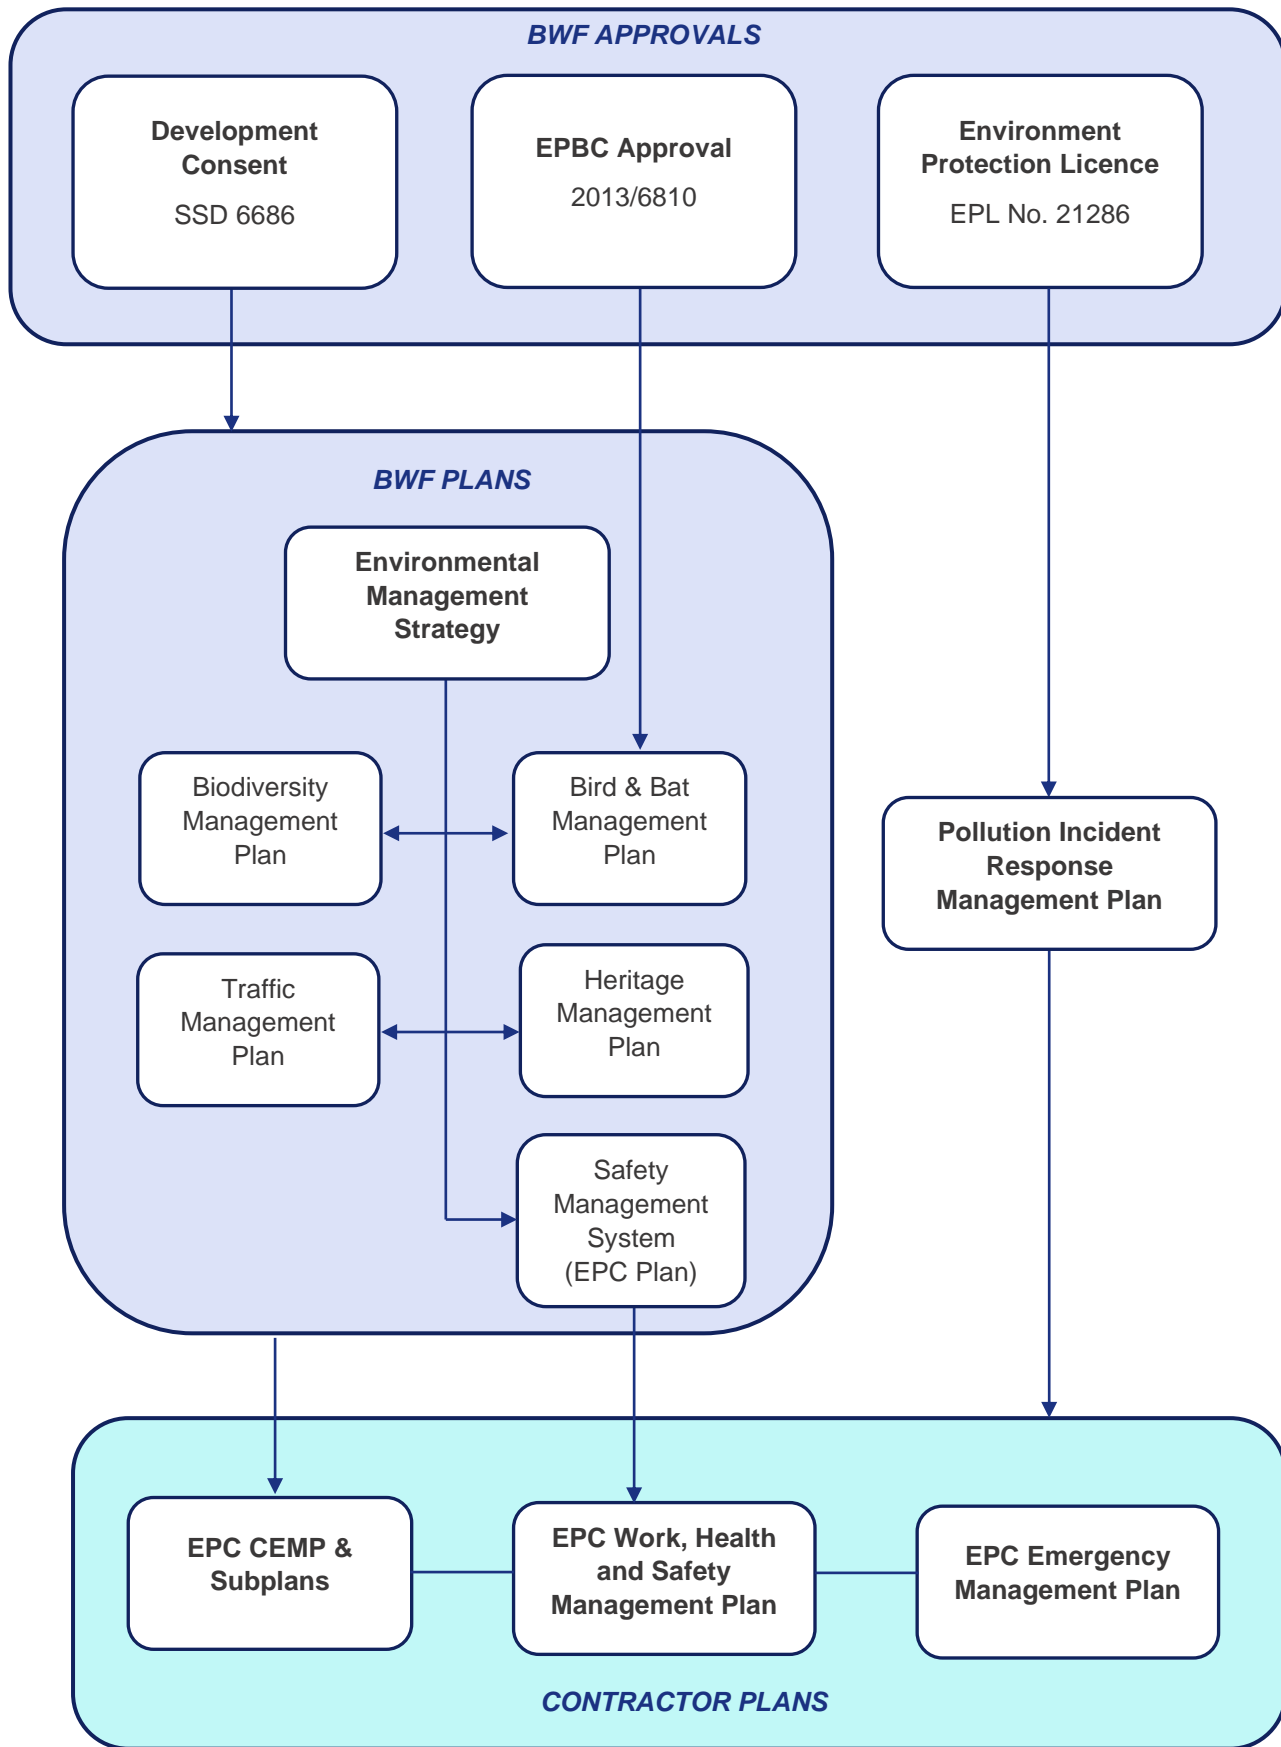 BWF APPROVALS
Development
Consent
SSD 6686
EPBC Approval
2013/6810
Environment
Protection Licence
EPL No. 21286
BWF PLANS
Environmental
Management
Strategy
Biodiversity
Management
Plan
Bird & Bat
Management
Plan
Pollution Incident
Response
Management Plan
Traffic
Management
Plan
Heritage
Management
Plan
Safety
Management
System
(EPC Plan)
EPC CEMP &
Subplans
EPC Work, Health
and Safety
Management Plan
EPC Emergency
Management Plan
CONTRACTOR PLANS